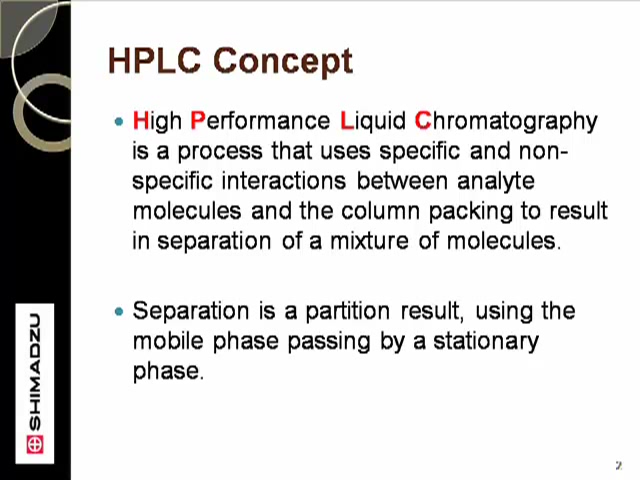 HPLC Concept
• High Performance Liquid Chromatography
is a process that uses specific and non-
specific interactions between analyte
molecules and the column packing to result
in separation of a mixture of molecules.
• Separation is a partition result, using the
mobile phase passing by a stationary
phase.
SHIMADZU
2